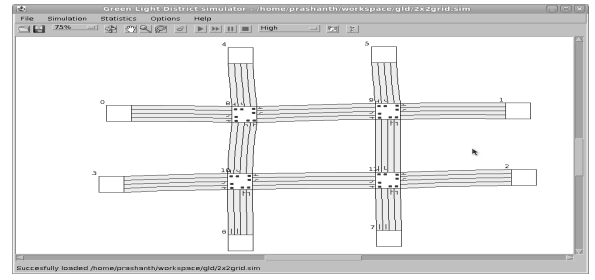 Green Light District simulator - /home/prashanth/workspace/gld/2x2grid.sim
File Simulation Statistics Options Help
75% High
4 5
0 8 9 1
3 10 11 2
6 7
Succesfully loaded /home/prashanth/workspace/gld/2x2grid.sim